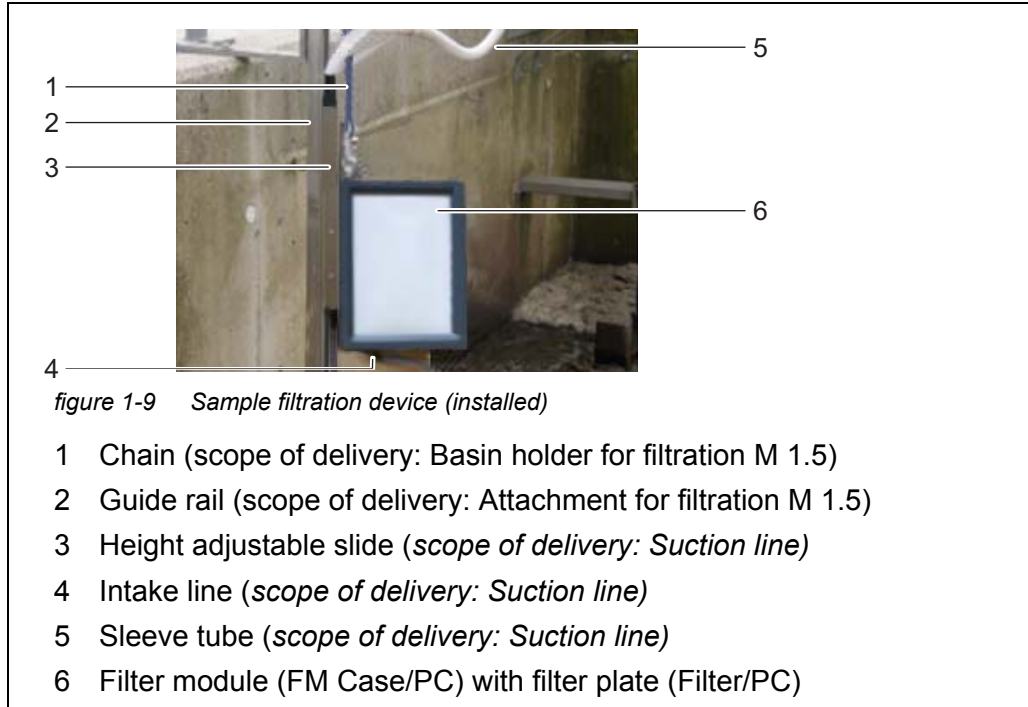 1
2
3
4
5
6
figure 1-9 Sample filtration device (installed)
1 Chain (scope of delivery: Basin holder for filtration M 1.5)
2 Guide rail (scope of delivery: Attachment for filtration M 1.5)
3 Height adjustable slide (scope of delivery: Suction line)
4 Intake line (scope of delivery: Suction line)
5 Sleeve tube (scope of delivery: Suction line)
6 Filter module (FM Case/PC) with filter plate (Filter/PC)